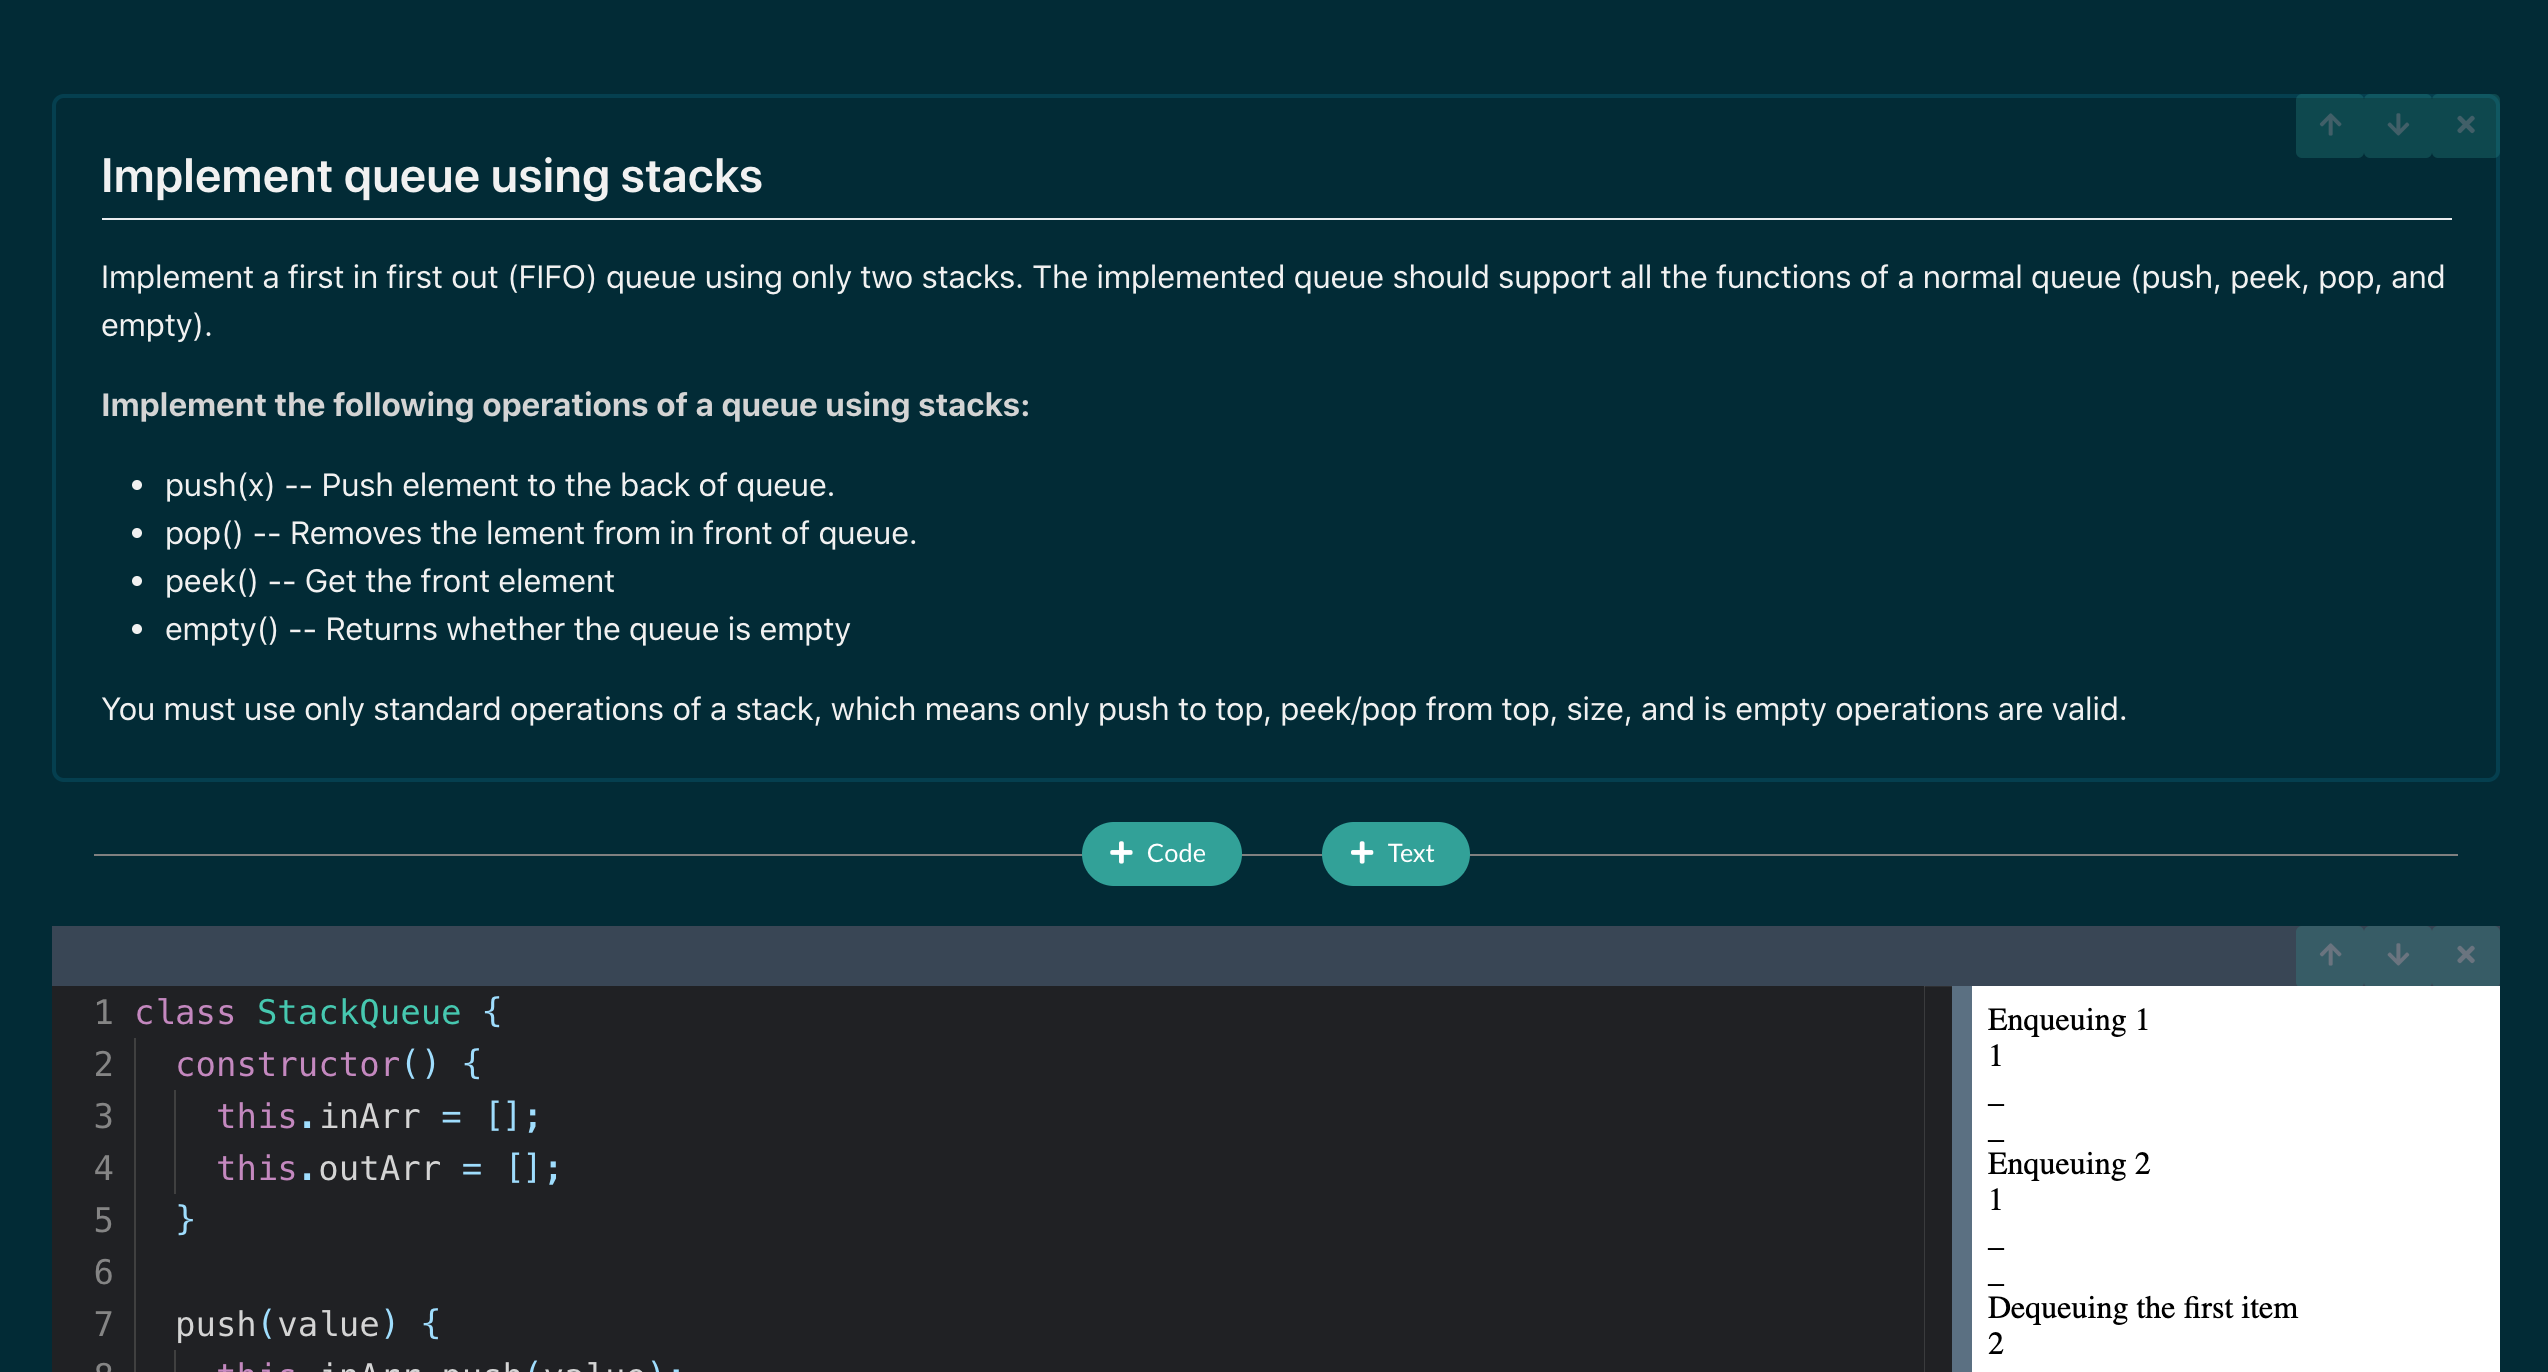 Implement queue using stacks
Implement a first in first out (FIFO) queue using only two stacks. The implemented queue should support all the functions of a normal queue (push, peek, pop, and
empty).
Implement the following operations of a queue using stacks:
• push(x) -- Push element to the back of queue.
• pop() -- Removes the lement from in front of queue.
• peek() -- Get the front element
• empty() -- Returns whether the queue is empty
You must use only standard operations of a stack, which means only push to top, peek/pop from top, size, and is empty operations are valid.
+ Code
+ Text
1 class StackQueue {
2 constructor() {
3 this.inArr = [];
4 this.outArr = [];
5 }
6
7 push(value) {
8 this.inArr.push(value);
Enqueuing 1
1
_
_
Enqueuing 2
1
_
_
Dequeuing the first item
2